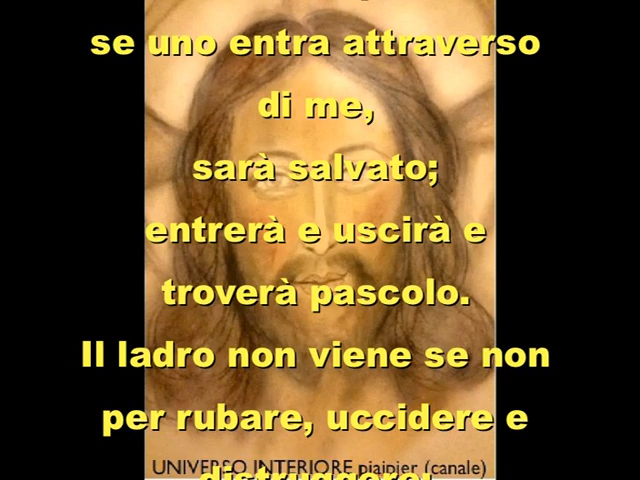 se uno entra attraverso
di me,
sarà salvato;
entrerà e uscirà e
troverà pascolo.
Il ladro non viene se non
per rubare, uccidere e
distruggere;
UNIVERSO INTERIORE piaipier (canale)